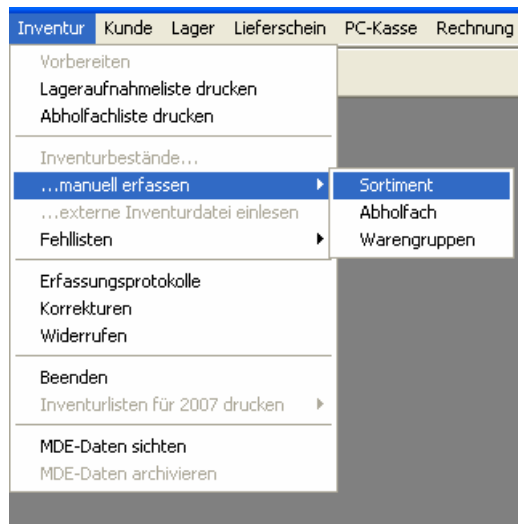 Inventur Kunde Lager Lieferschein PC-Kasse Rechnung
Vorbereiten
Lageraufnahmeliste drucken
Abholfachliste drucken
Inventurbestände...
...manuell erfassen
Sortiment
...externe Inventurdatei einlesen
Abholfach
Fehllisten
Warengruppen
Erfassungsprotokolle
Korrekturen
Widerrufen
Beenden
Inventurlisten für 2007 drucken
MDE-Daten sichten
MDE-Daten archivieren